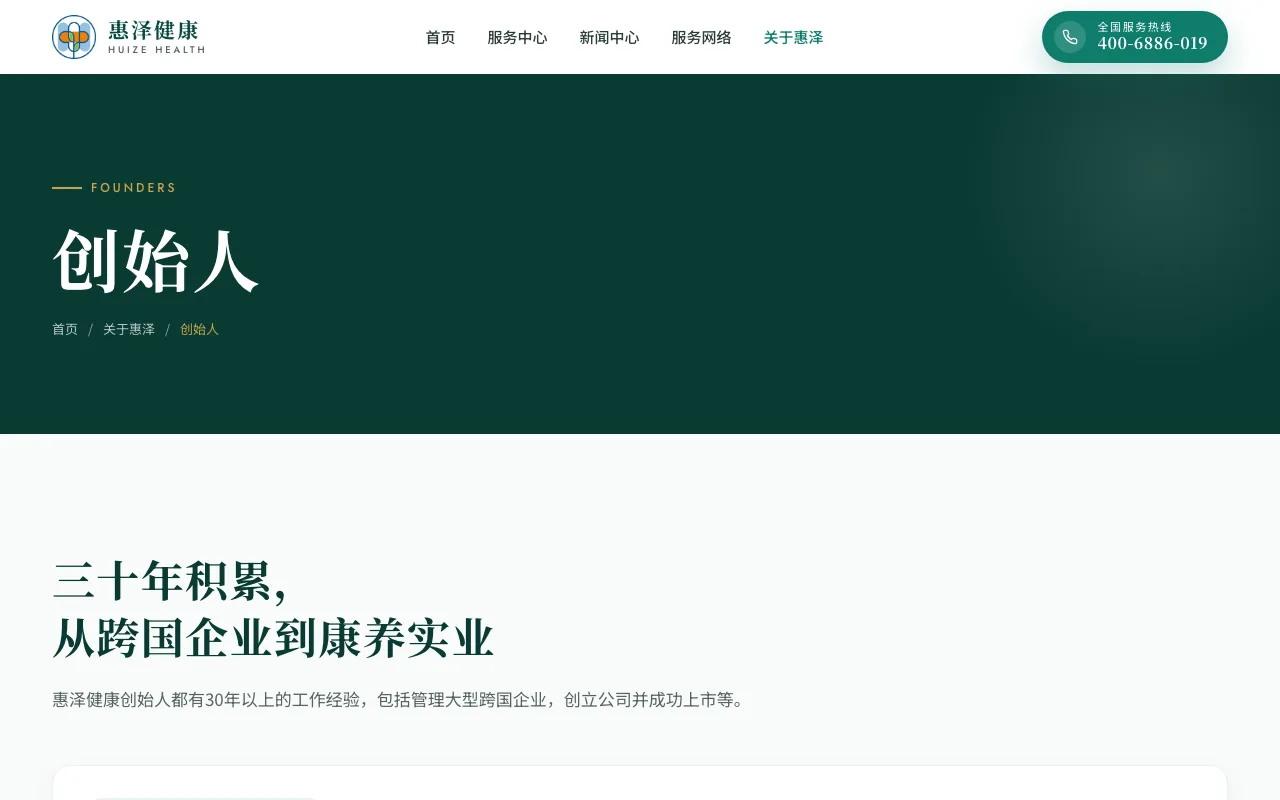 惠泽健康
HUIZE HEALTH
首页
服务中心
新闻中心
服务网络
关于惠泽
全国服务热线
400-6886-019
FOUNDERS
创始人
首页 / 关于惠泽 / 创始人
三十年积累，
从跨国企业到康养实业
惠泽健康创始人都有30年以上的工作经验，包括管理大型跨国企业，创立公司并成功上市等。